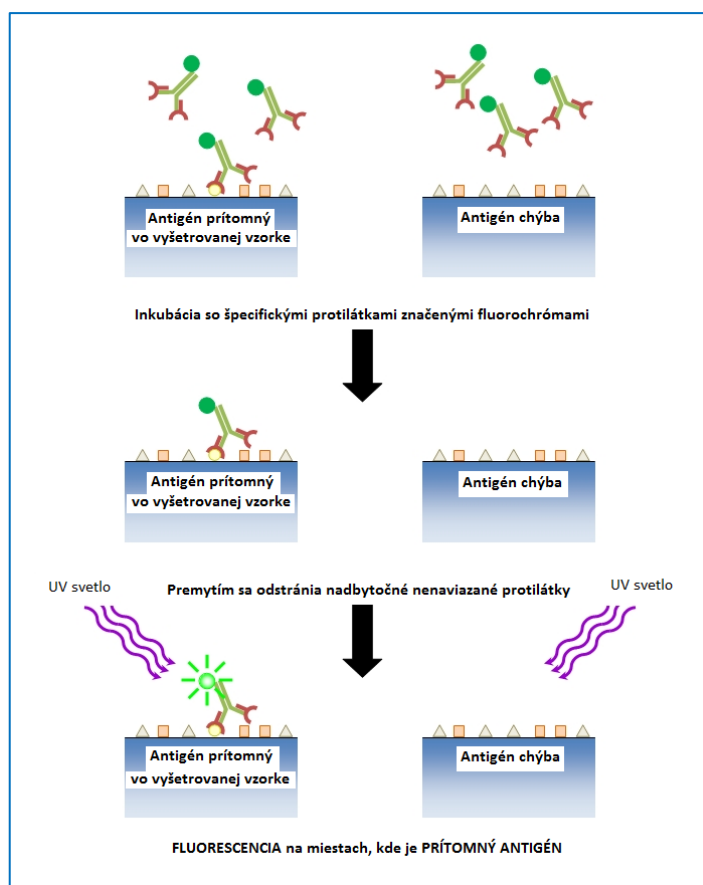 Antigén prítomný
vo vyšetrovanej vzorke
Antigén chýba
Inkubácia so špecifickými protilátkami značenými fluorochrómami
Antigén prítomný
vo vyšetrovanej vzorke
Antigén chýba
UV svetlo
Premytím sa odstránia nadbytočné nenaviazané protilátky
UV svetlo
Antigén prítomný
vo vyšetrovanej vzorke
Antigén chýba
FLUORESCENCIA na miestach, kde je PRÍTOMNÝ ANTIGÉN